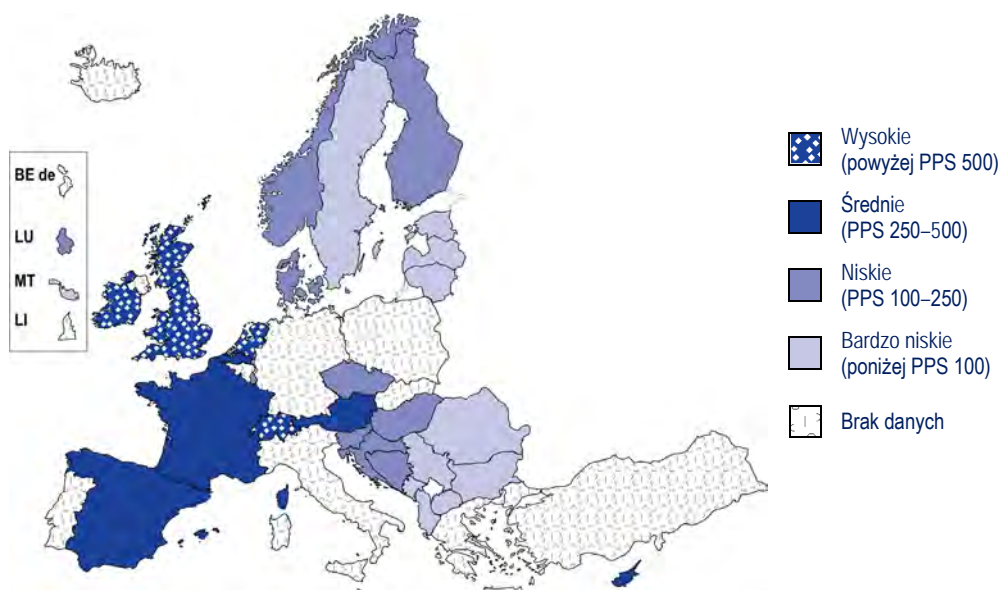 BE de
LU
MT
LI
Wysokie
(powyżej PPS 500)
Średnie
(PPS 250–500)
Niskie
(PPS 100–250)
Bardzo niskie
(poniżej PPS 100)
Brak danych